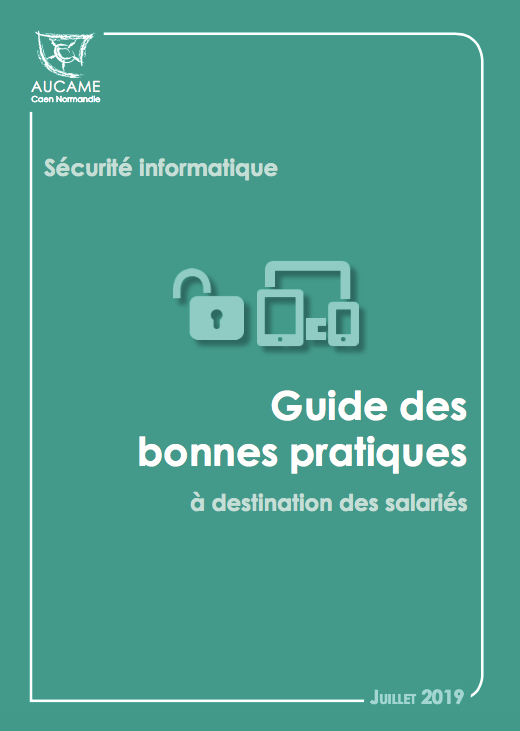 AUCAME
Caen Normandie
Sécurité informatique
Guide des
bonnes pratiques
à destination des salariés
Juillet 2019